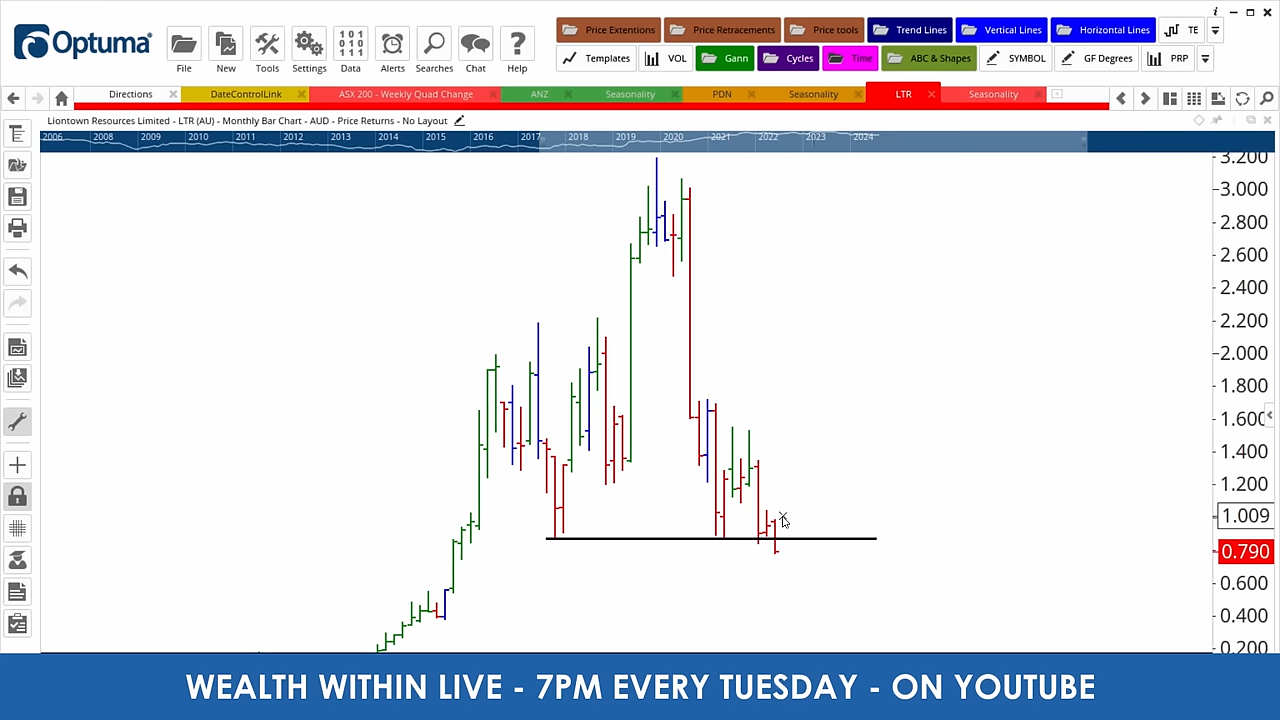 Optuma®
File
New
Tools
Settings
Data
Alerts
Searches
Chat
Help
Price Extentions
Price Retracements
Price tools
Trend Lines
Vertical Lines
Horizontal Lines
TE
Templates
VOL
Gann
Cycles
Time
ABC & Shapes
SYMBOL
GF Degrees
PRP
Directions
DateControlLink
ASX 200 - Weekly Quad Change
ANZ
Seasonality
PDN
Seasonality
LTR
Seasonality
Liontown Resources Limited - LTR (AU) - Monthly Bar Chart - AUD - Price Returns - No Layout
2006 2008 2009 2010 2011 2012 2013 2014 2015 2016 2017 2018 2019 2020 2021 2022 2023 2024
3.200
3.000
2.800
2.600
2.400
2.200
2.000
1.800
1.600
1.400
1.200
1.009
0.790
0.600
0.400
0.200
WEALTH WITHIN LIVE - 7PM EVERY TUESDAY - ON YOUTUBE